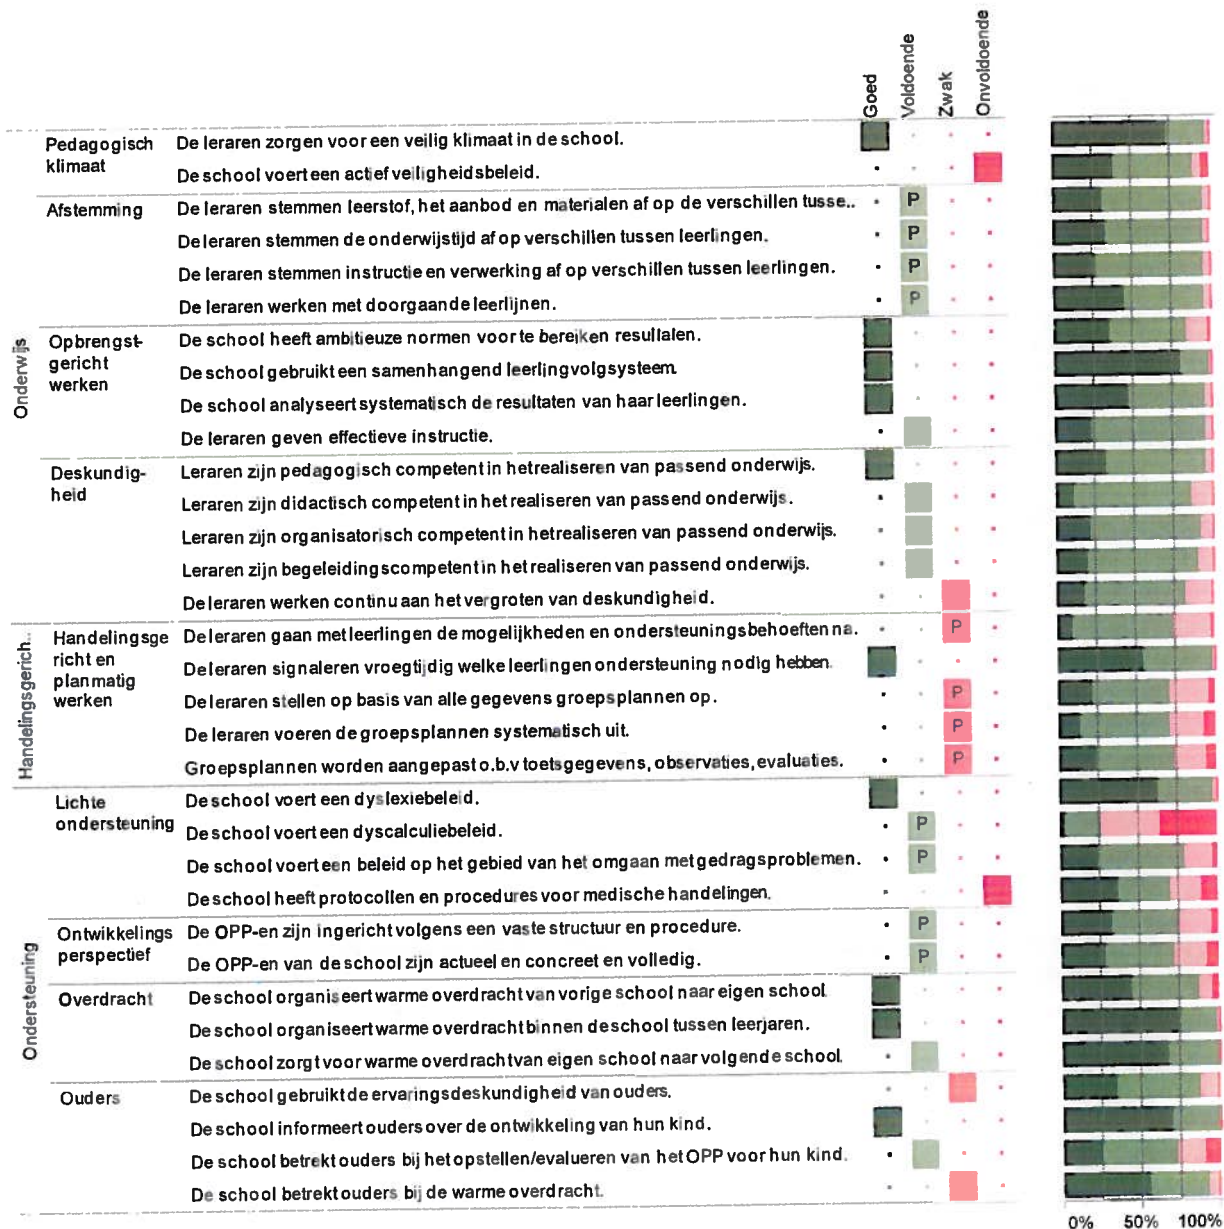 Goed
Voldoende
Zwak
Onvoldoende
Onderwijs
Pedagogisch klimaat
De leraren zorgen voor een veilig klimaat in de school.
De school voert een actief veiligheidsbeleid.
Afstemming
De leraren stemmen leerstof, het aanbod en materialen af op de verschillen tusse.. P
De leraren stemmen de onderwijstijd af op verschillen tussen leerlingen. P
De leraren stemmen instructie en verwerking af op verschillen tussen leerlingen. P
De leraren werken met doorgaande leerlijnen. P
Opbrengst-
gericht
werken
De school heeft ambitieuze normen voor te bereiken resultaten.
De school gebruikt een samenhangend leerlingvolgsysteem
De school analyseert systematisch de resultaten van haar leerlingen.
De leraren geven effectieve instructie.
Deskundig-
heid
Leraren zijn pedagogisch competent in het realiseren van passend onderwijs.
Leraren zijn didactisch competent in het realiseren van passend onderwijs.
Leraren zijn organisatorisch competent in het realiseren van passend onderwijs.
Leraren zijn begeleidingscompetent in het realiseren van passend onderwijs.
De leraren werken continu aan het vergroten van deskundigheid.
Handelingsgerich..
Handelingsge
richt en
planmatig
werken
De leraren gaan met leerlingen de mogelijkheden en ondersteuningsbehoeften na. P
De leraren signaleren vroegtijdig welke leerlingen ondersteuning nodig hebben.
De leraren stellen op basis van alle gegevens groepsplannen op. P
De leraren voeren de groepsplannen systematisch uit. P
Groepsplannen worden aangepast o.b.v toetsgegevens, observaties, evaluaties. P
Ondersteuning
Lichte
ondersteuning
De school voert een dyslexiebeleid.
De school voert een dyscalculiebeleid. P
De school voert een beleid op het gebied van het omgaan met gedragsproblemen. P
De school heeft protocollen en procedures voor medische handelingen.
Ontwikkelings
perspectief
De OPP-en zijn ingericht volgens een vaste structuur en procedure. P
De OPP-en van de school zijn actueel en concreet en volledig. P
Overdracht
De school organiseert warme overdracht van vorige school naar eigen school
De school organiseert warme overdracht binnen de school tussen leerjaren.
De school zorgt voor warme overdracht van eigen school naar volgende school.
Ouders
De school gebruikt de ervaringsdeskundigheid van ouders.
De school informeert ouders over de ontwikkeling van hun kind.
De school betrekt ouders bij het opstellen/evalueren van het OPP voor hun kind.
De school betrekt ouders bij de warme overdracht.
0% 50% 100%